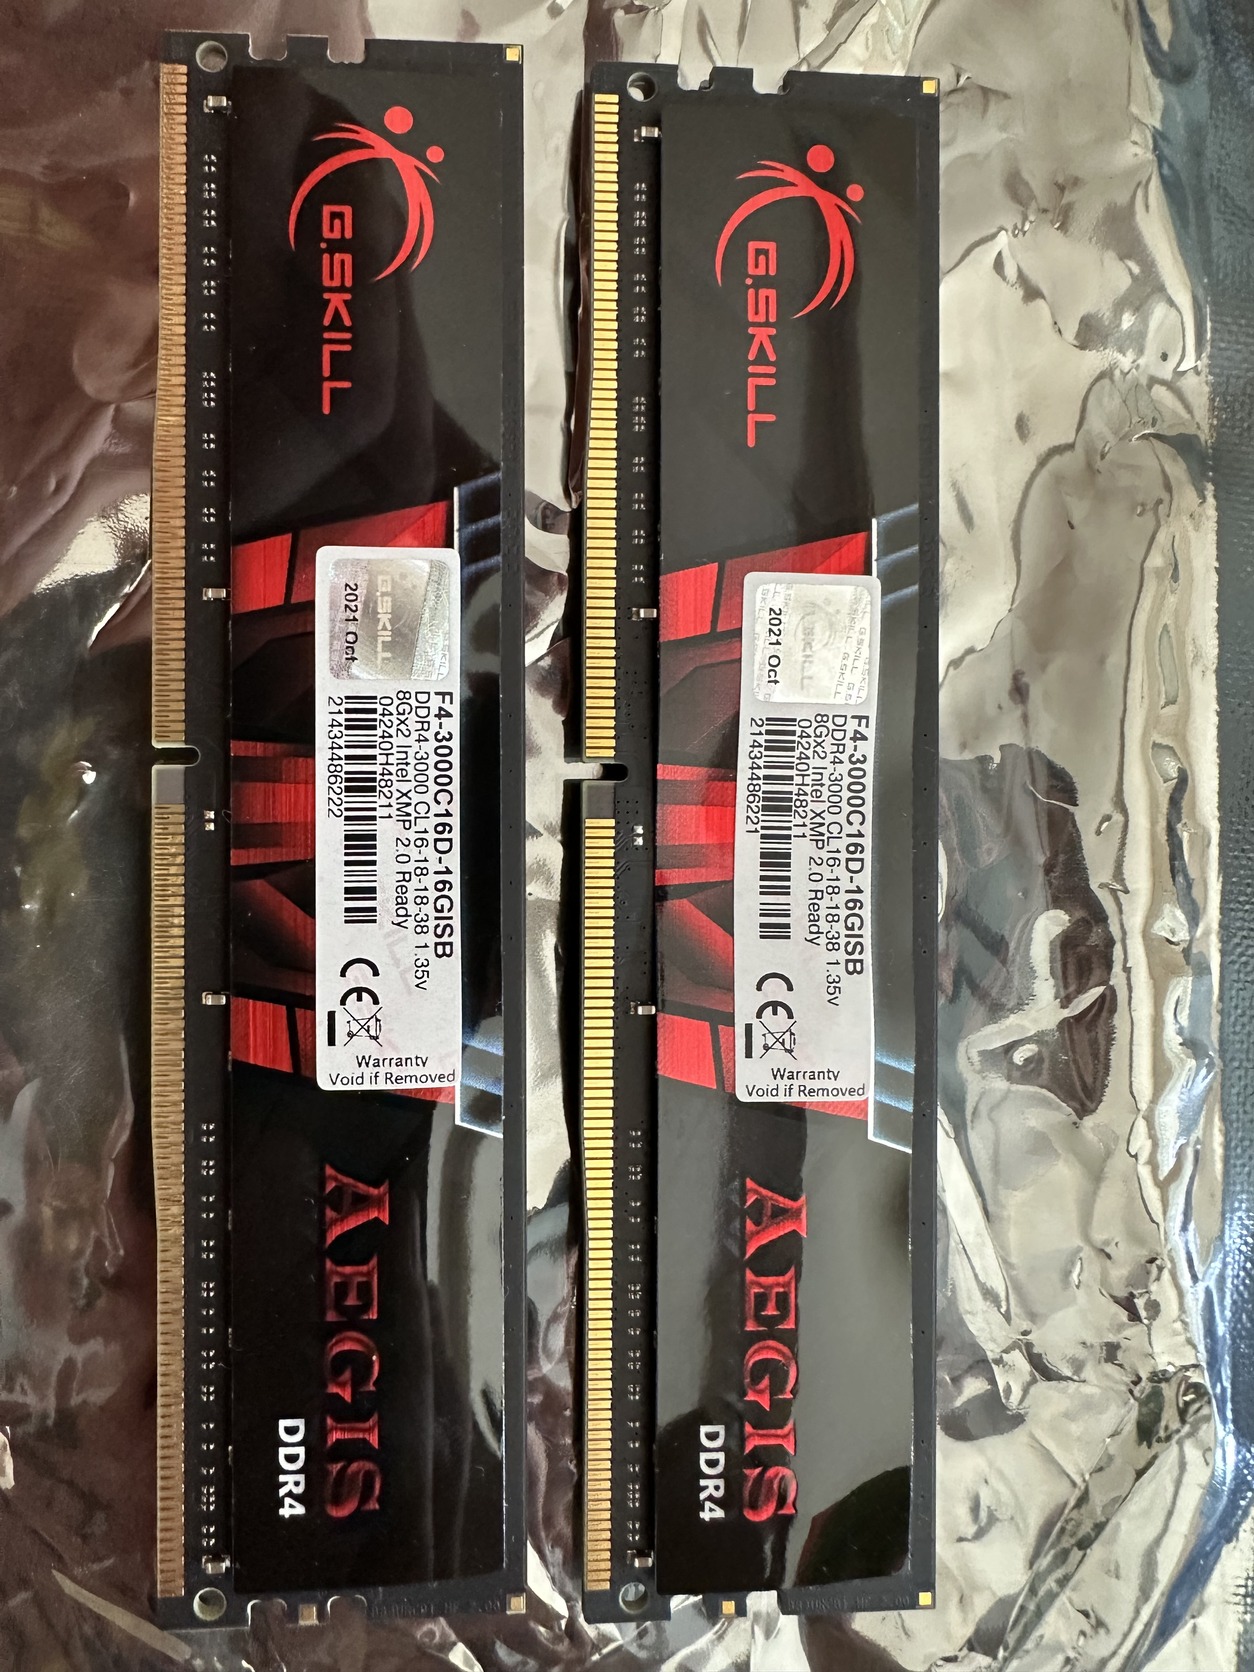 G.SKILL
G.SKILL
2021 Oct
F4-3000C16D-16GISB
DDR4-3000 CL16-18-18-38 1.35v
8Gx2 Intel XMP 2.0 Ready
04240H48211
21434486222
CE
Warranty
Void if Removed
AEGIS
DDR4
G.SKILL
G.SKILL
2021 Oct
F4-3000C16D-16GISB
DDR4-3000 CL16-18-18-38 1.35v
8Gx2 Intel XMP 2.0 Ready
04240H48211
21434486221
CE
Warranty
Void if Removed
AEGIS
DDR4